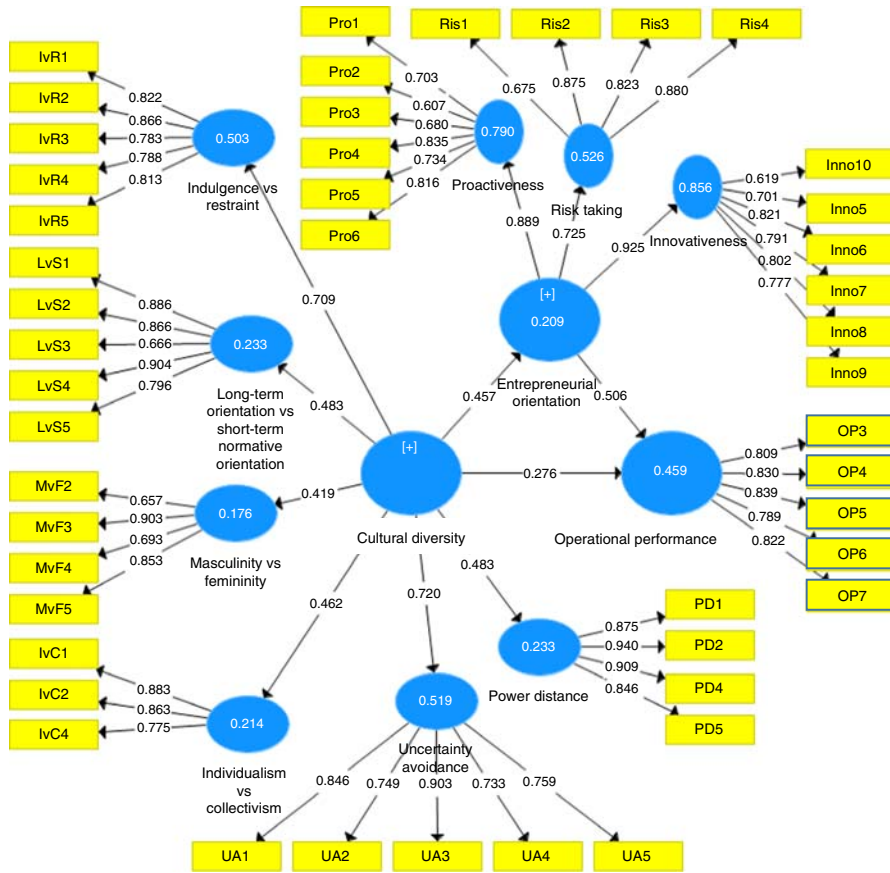 Pro1
Ris1
Ris2
Ris3
Ris4
IvR1
IvR2
IvR3
IvR4
IvR5
0.822
0.866
0.783
0.788
0.813
0.503
Indulgence vs
restraint
Pro2
Pro3
Pro4
Pro5
Pro6
0.703
0.607
0.680
0.835
0.734
0.816
0.790
Proactiveness
0.675
0.875
0.823
0.880
0.526
Risk taking
0.856
Innovativeness
0.619
0.701
0.821
0.791
0.802
0.777
Inno10
Inno5
Inno6
Inno7
Inno8
Inno9
0.889
0.725
0.925
[+]
0.209
Entrepreneurial
orientation
LvS1
LvS2
LvS3
LvS4
LvS5
0.886
0.866
0.666
0.904
0.796
0.233
Long-term
orientation vs
short-term
normative
orientation
0.709
0.483
0.457
0.506
[+]
Cultural diversity
0.276
0.459
Operational performance
0.809
0.830
0.839
0.789
0.822
OP3
OP4
OP5
OP6
OP7
MvF2
MvF3
MvF4
MvF5
0.657
0.903
0.693
0.853
0.176
Masculinity vs
femininity
0.419
0.462
0.720
0.483
IvC1
IvC2
IvC4
0.883
0.863
0.775
0.214
Individualism
vs
collectivism
0.519
Uncertainty
avoidance
0.233
Power distance
0.875
0.940
0.909
0.846
PD1
PD2
PD4
PD5
0.846
0.749
0.903
0.733
0.759
UA1
UA2
UA3
UA4
UA5